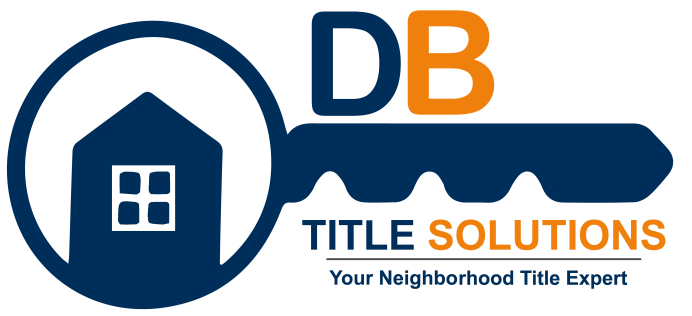 DB
TITLE SOLUTIONS
Your Neighborhood Title Expert